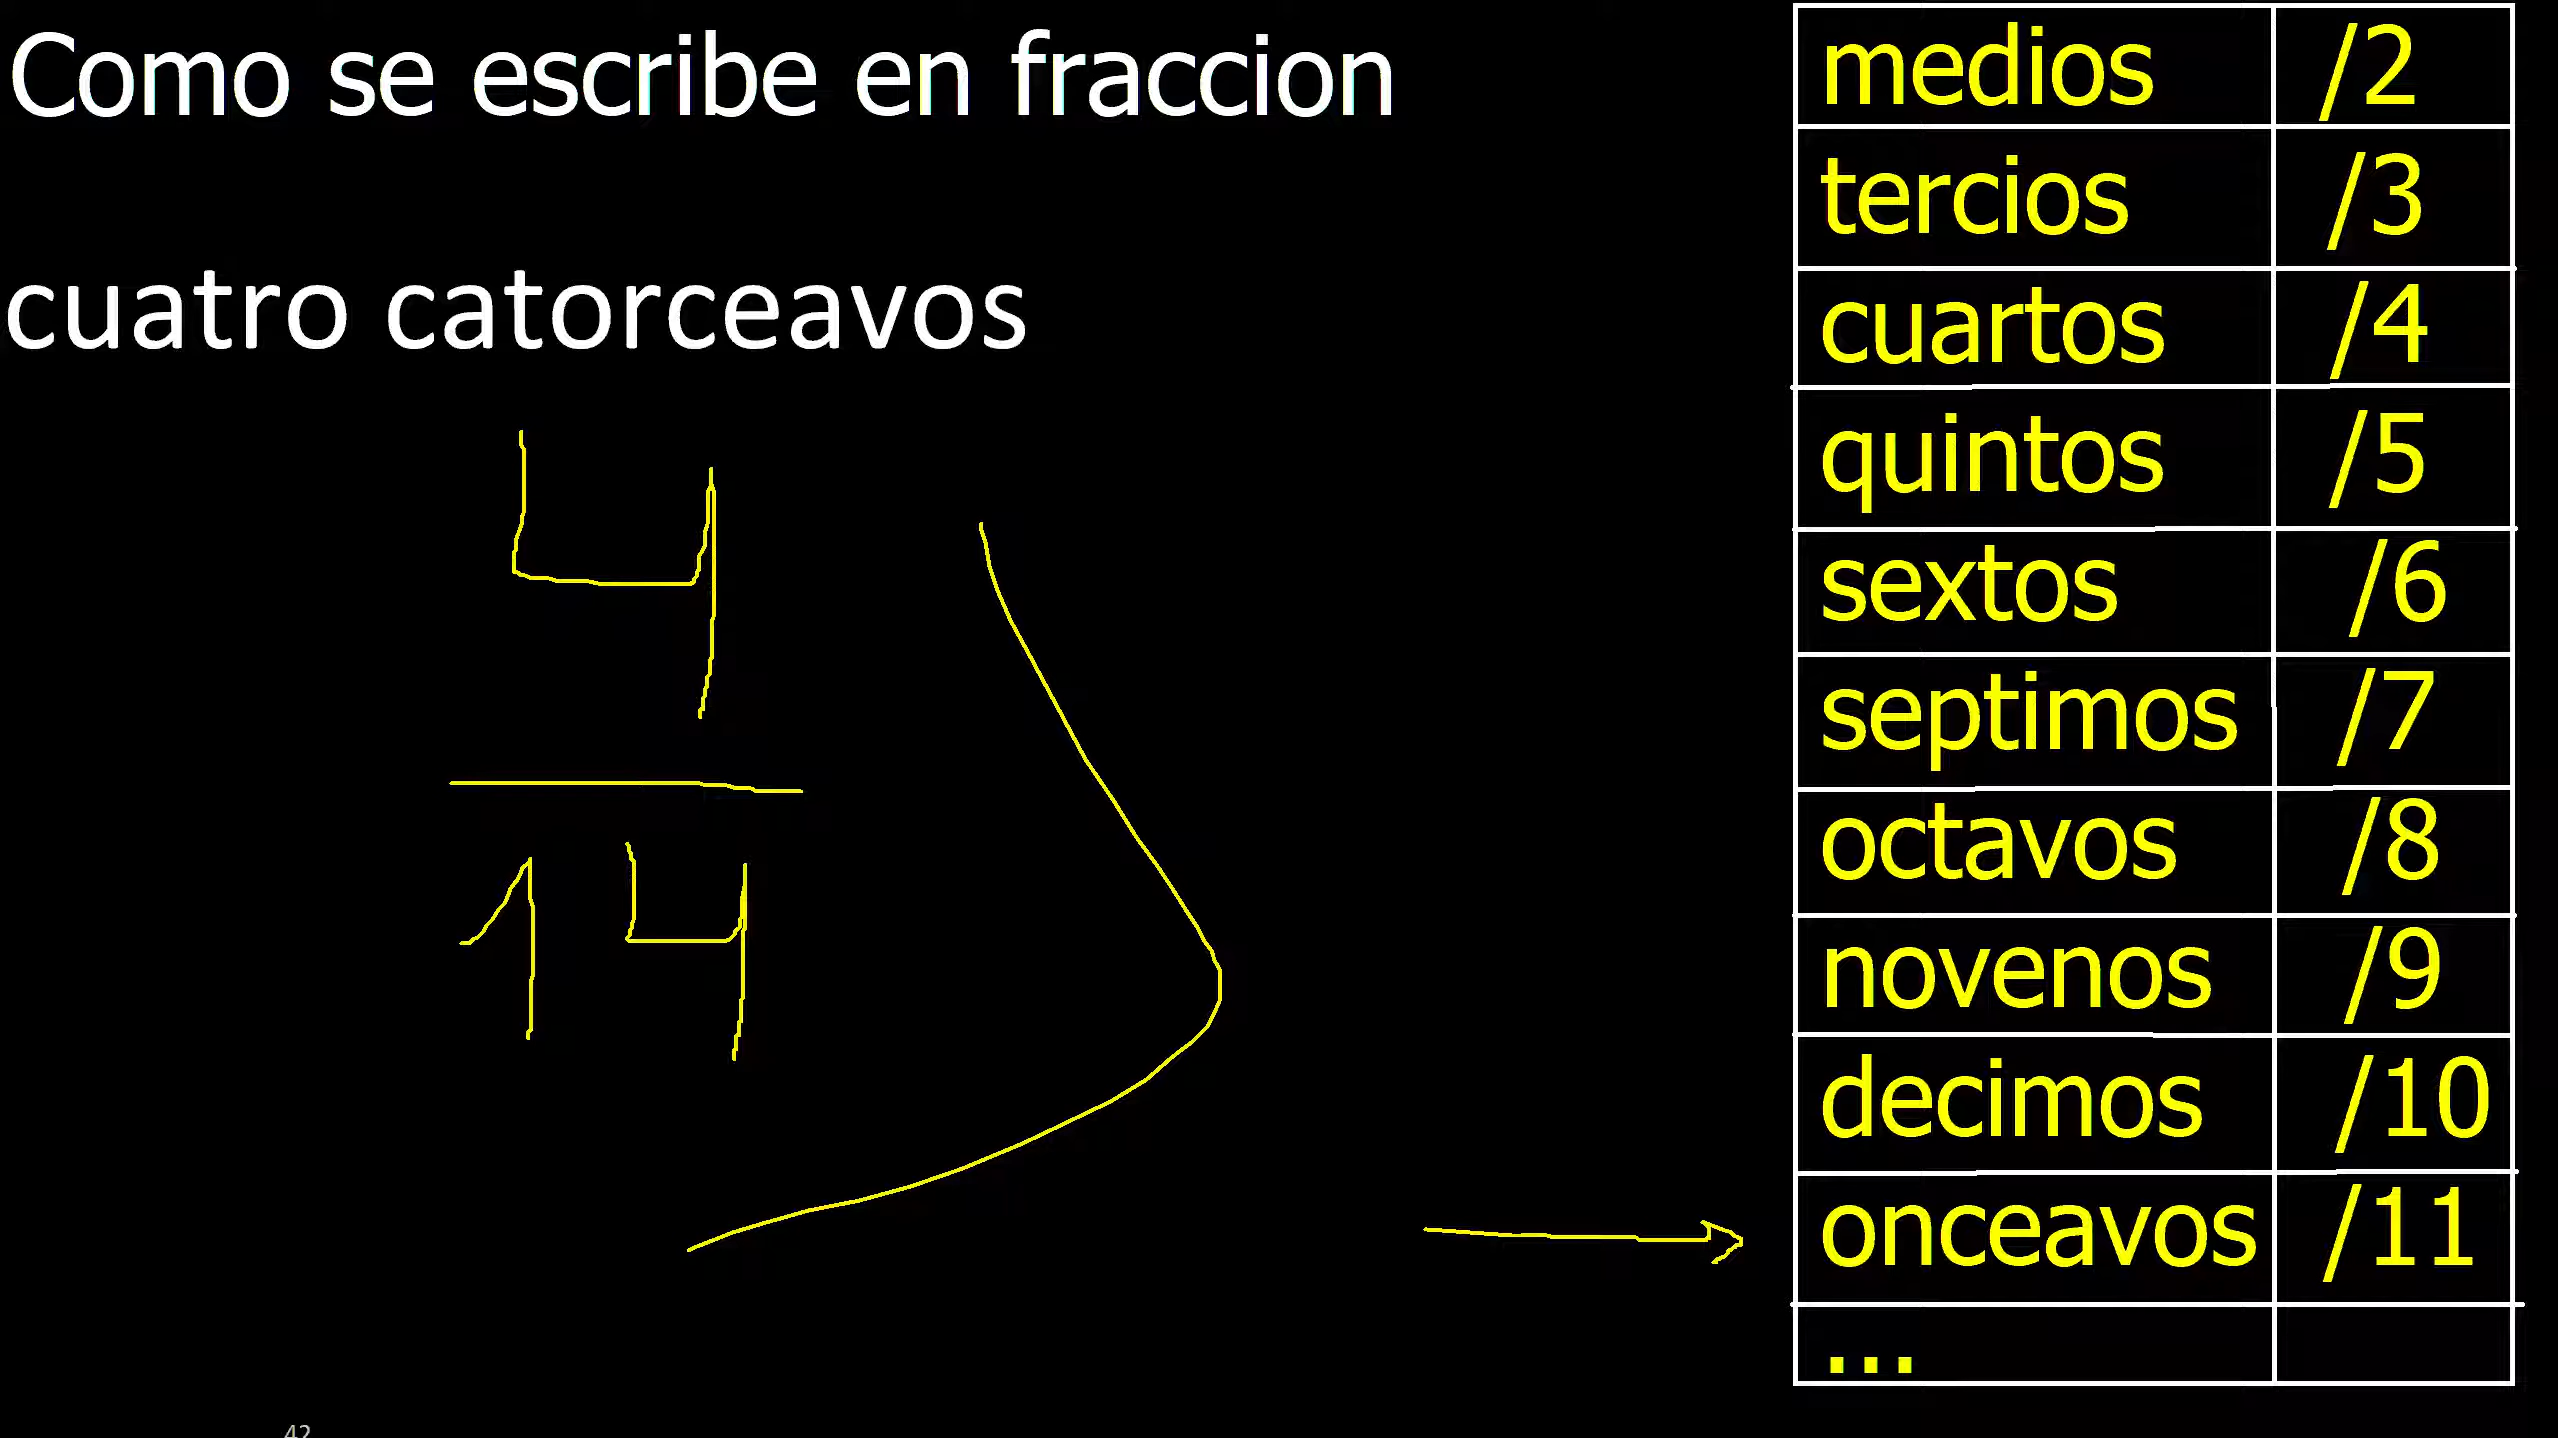 Como se escribe en fraccion
cuatro catorceavos
4
14
medios /2
tercios /3
cuartos /4
quintos /5
sextos /6
septimos /7
octavos /8
novenos /9
decimos /10
onceavos /11
...
42